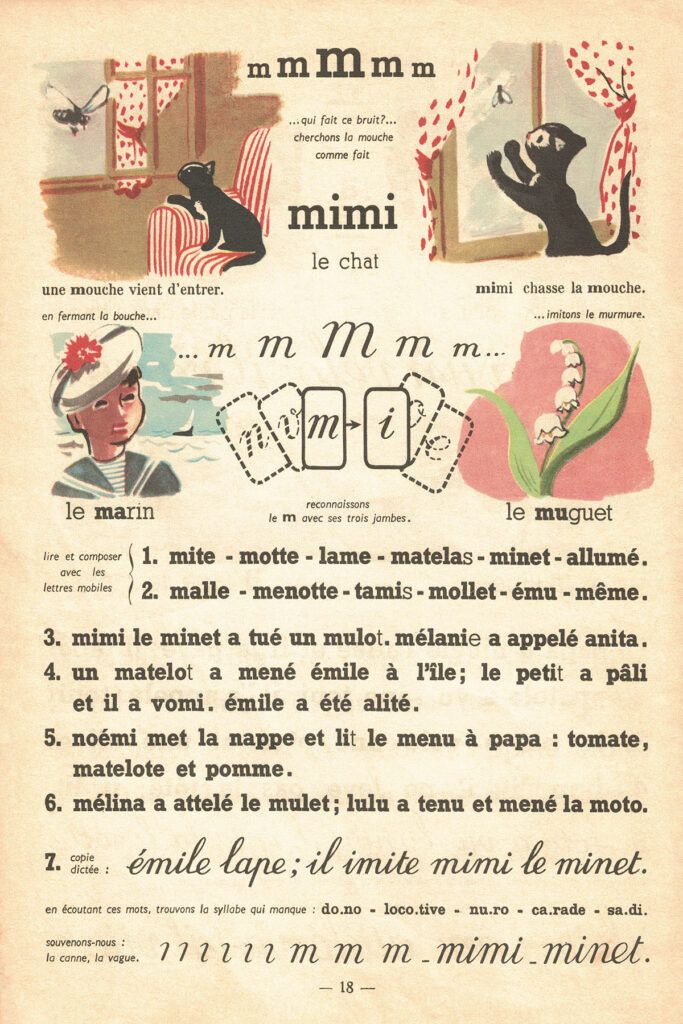 m m m m m
...qui fait ce bruit?...
cherchons la mouche
comme fait
mimi
le chat
une mouche vient d'entrer.
mimi chasse la mouche.
en fermant la bouche...
...imitons le murmure.
... m m M m m ...
n v m i o e
le marin
reconnaissons
le m avec ses trois jambes.
le muguet
lire et composer
avec les
lettres mobiles
1. mite - motte - lame - matelas - minet - allumé.
2. malle - menotte - tamis - mollet - ému - même.
3. mimi le minet a tué un mulot. mélanie a appelé anita.
4. un matelot a mené émile à l'île; le petit a pâli
et il a vomi. émile a été alité.
5. noémi met la nappe et lit le menu à papa : tomate,
matelote et pomme.
6. mélina a attelé le mulet; lulu a tenu et mené la moto.
7. copie
dictée : émile lape; il imite mimi le minet.
en écoutant ces mots, trouvons la syllabe qui manque : do.no - loco.tive - nu.ro - ca.rade - sa.di.
souvenons-nous :
la canne, la vague. ı ı ı ı ı m m m - mimi - minet.
— 18 —